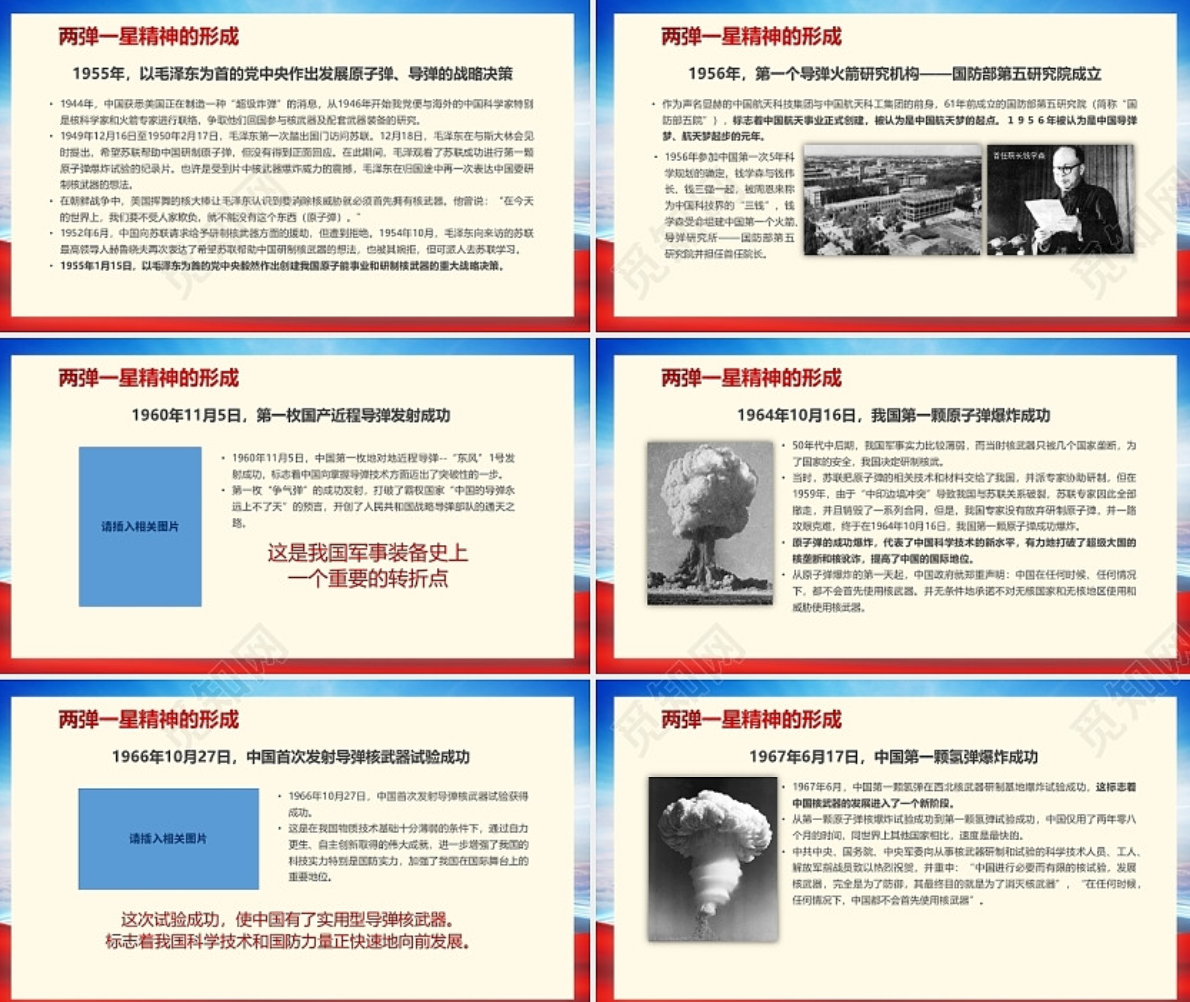 两弹一星精神的形成
1955年，以毛泽东为首的党中央作出发展原子弹、导弹的战略决策
• 1944年，中国获悉美国正在制造一种“超级炸弹”的消息，从1946年开始我党便与海外的中国科学家特别
是核科学家和火箭专家进行联络，争取他们回国参与核武器及配套武器装备的研究。
• 1949年12月16日至1950年2月17日，毛泽东第一次踏出国门访问苏联。12月18日，毛泽东在与斯大林会见
时提出，希望苏联帮助中国研制原子弹，但没有得到正面回应。在此期间，毛泽观看了苏联成功进行第一颗
原子弹爆炸试验的纪录片。也许是受到片中核武器爆炸威力的震撼，毛泽东在归国途中再一次表达中国要研
制核武器的想法。
• 在朝鲜战争中，美国挥舞的核大棒让毛泽东认识到要消除核威胁就必须首先拥有核武器。他曾说：“在今天
的世界上，我们要不受人家欺负，就不能没有这个东西（原子弹）。”
• 1952年6月，中国向苏联请求给予研制核武器方面的援助，但遭到拒绝。1954年10月，毛泽东向来访的苏联
最高领导人赫鲁晓夫再次表达了希望苏联帮助中国研制核武器的想法，也被其婉拒，但可派人去苏联学习。
• 1955年1月15日，以毛泽东为首的党中央毅然作出创建我国原子能事业和研制核武器的重大战略决策。
两弹一星精神的形成
1956年，第一个导弹火箭研究机构——国防部第五研究院成立
• 作为声名显赫的中国航天科技集团与中国航天科工集团的前身，61年前成立的国防部第五研究院（简称“国
防部五院”），标志着中国航天事业正式创建，被认为是中国航天梦的起点。１９５６年被认为是中国导弹
梦、航天梦起步的元年。
• 1956年参加中国第一次5年科
学规划的确定，钱学森与钱伟
长、钱三强一起，被周恩来称
为中国科技界的“三钱”，钱
学森受命组建中国第一个火箭、
导弹研究所——国防部第五
研究院并担任首任院长。
首任院长钱学森
两弹一星精神的形成
1960年11月5日，第一枚国产近程导弹发射成功
请插入相关图片
• 1960年11月5日，中国第一枚地对地近程导弹--“东风”1号发
射成功，标志着中国向掌握导弹技术方面迈出了突破性的一步。
• 第一枚“争气弹”的成功发射，打破了霸权国家“中国的导弹永
远上不了天”的预言，开创了人民共和国战略导弹部队的通天之
路。
这是我国军事装备史上
一个重要的转折点
两弹一星精神的形成
1964年10月16日，我国第一颗原子弹爆炸成功
• 50年代中后期，我国军事实力比较薄弱，而当时核武器只被几个国家垄断，为
了国家的安全，我国决定研制核武。
• 当时，苏联把原子弹的相关技术和材料交给了我国，并派专家协助研制，但在
1959年，由于“中印边境冲突”导致我国与苏联关系破裂，苏联专家因此全部
撤走，并且销毁了一系列合同，但是，我国专家没有放弃研制原子弹，并一路
攻艰克难，终于在1964年10月16日，我国第一颗原子弹成功爆炸。
• 原子弹的成功爆炸，代表了中国科学技术的新水平，有力地打破了超级大国的
核垄断和核讹诈，提高了中国的国际地位。
• 从原子弹爆炸的第一天起，中国政府就郑重声明：中国在任何时候、任何情况
下，都不会首先使用核武器。并无条件地承诺不对无核国家和无核地区使用和
威胁使用核武器。
两弹一星精神的形成
1966年10月27日，中国首次发射导弹核武器试验成功
请插入相关图片
• 1966年10月27日，中国首次发射导弹核武器试验获得
成功。
• 这是在我国物质技术基础十分薄弱的条件下，通过自力
更生、自主创新取得的伟大成就，进一步增强了我国的
科技实力特别是国防实力，加强了我国在国际舞台上的
重要地位。
这次试验成功，使中国有了实用型导弹核武器。
标志着我国科学技术和国防力量正快速地向前发展。
两弹一星精神的形成
1967年6月17日，中国第一颗氢弹爆炸成功
• 1967年6月，中国第一颗氢弹在西北核武器研制基地爆炸试验成功，这标志着
中国核武器的发展进入了一个新阶段。
• 从第一颗原子弹核爆炸试验成功到第一颗氢弹试验成功，中国仅用了两年零八
个月的时间，同世界上其他国家相比，速度是最快的。
• 中共中央、国务院、中央军委向从事核武器研制和试验的科学技术人员、工人、
解放军指战员致以热烈祝贺，并重申：“中国进行必要而有限的核试验，发展
核武器，完全是为了防御，其最终目的就是为了消灭核武器”，“在任何时候，
任何情况下，中国都不会首先使用核武器”。
觅知网
觅知网
觅知网
觅知网
觅知网
觅知网